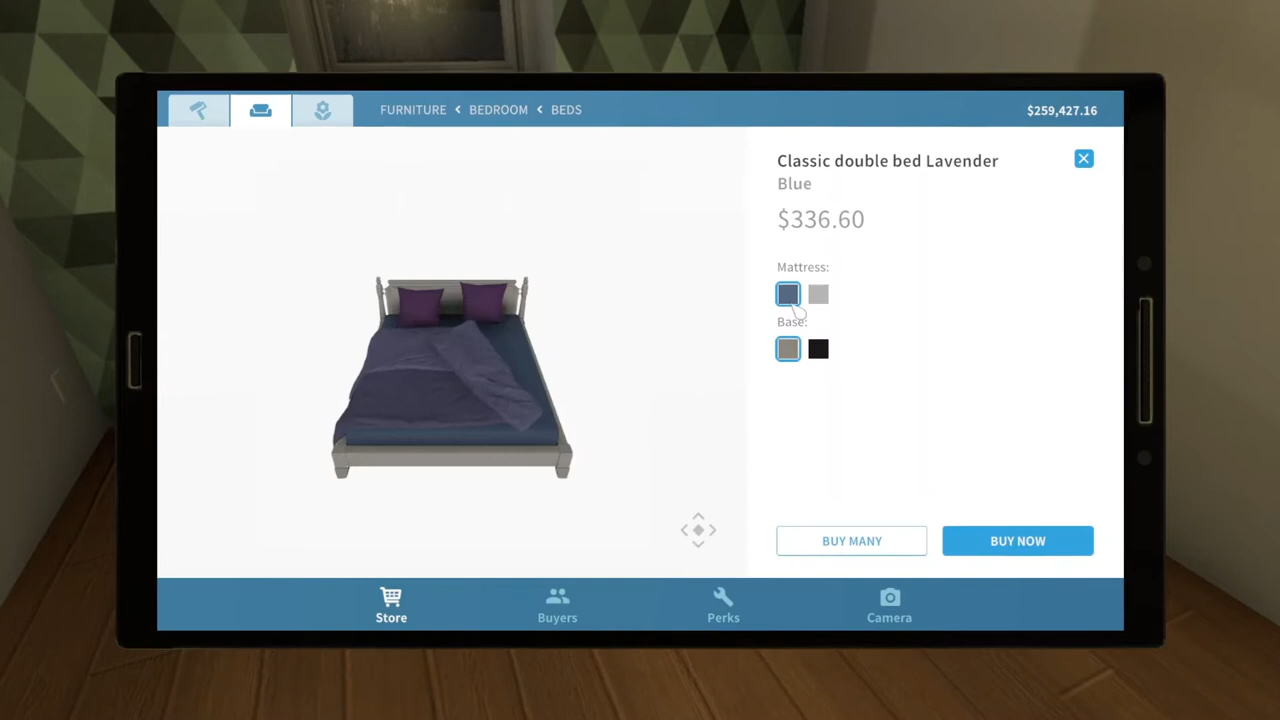 FURNITURE < BEDROOM < BEDS
$259,427.16
Classic double bed Lavender
Blue
$336.60
Mattress:
Base:
BUY MANY
BUY NOW
Store
Buyers
Perks
Camera